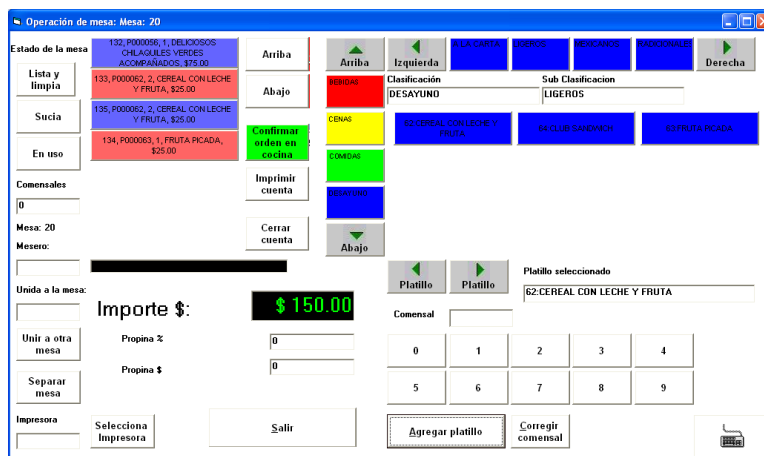 Operación de mesa: Mesa: 20
Estado de la mesa
Lista y
limpia
Sucia
En uso
Comensales
0
Mesa: 20
Mesero:
Unida a la mesa:
Unir a otra
mesa
Separar
mesa
Impresora
132, P000056, 1, DELICIOSOS
CHILAQUILES VERDES
ACOMPAÑADOS, $75.00
133, P000062, 2, CEREAL CON LECHE
Y FRUTA, $25.00
135, P000062, 2, CEREAL CON LECHE
Y FRUTA, $25.00
134, P000063, 1, FRUTA PICADA,
$25.00
Arriba
Abajo
Confirmar
orden en
cocina
Imprimir
cuenta
Cerrar
cuenta
Importe $:
$ 150.00
Propina %
0
Propina $
0
Selecciona
Impresora
Salir
Arriba
Izquierda
A LA CARTA
LIGEROS
MEXICANOS
RADICIONALE
Derecha
BEBIDAS
CENAS
COMIDAS
DESAYUNO
Abajo
Clasificación
DESAYUNO
Sub Clasificacion
LIGEROS
62:CEREAL CON LECHE Y
FRUTA
64:CLUB SANDWICH
63:FRUTA PICADA
Platillo
Platillo
Platillo seleccionado
62:CEREAL CON LECHE Y FRUTA
Comensal
0
1
2
3
4
5
6
7
8
9
Agregar platillo
Corregir
comensal